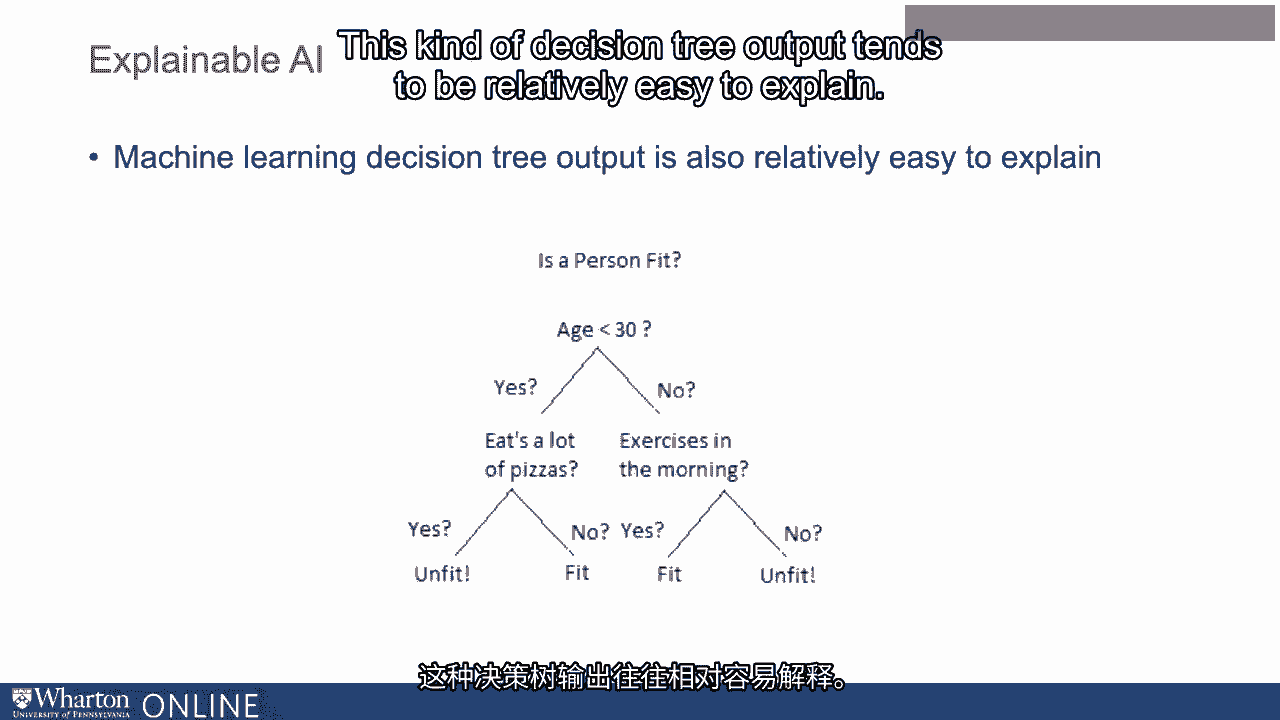 Explainable AI
This kind of decision tree output tends
to be relatively easy to explain.
• Machine learning decision tree output is also relatively easy to explain
Is a Person Fit?
Age < 30 ?
Yes?
No?
Eat's a lot
of pizzas?
Exercises in
the morning?
Yes?
No?
Yes?
No?
Unfit!
Fit
Fit
Unfit!
这种决策树输出往往相对容易解释。
Wharton
UNIVERSITY of PENNSYLVANIA
ONLINE